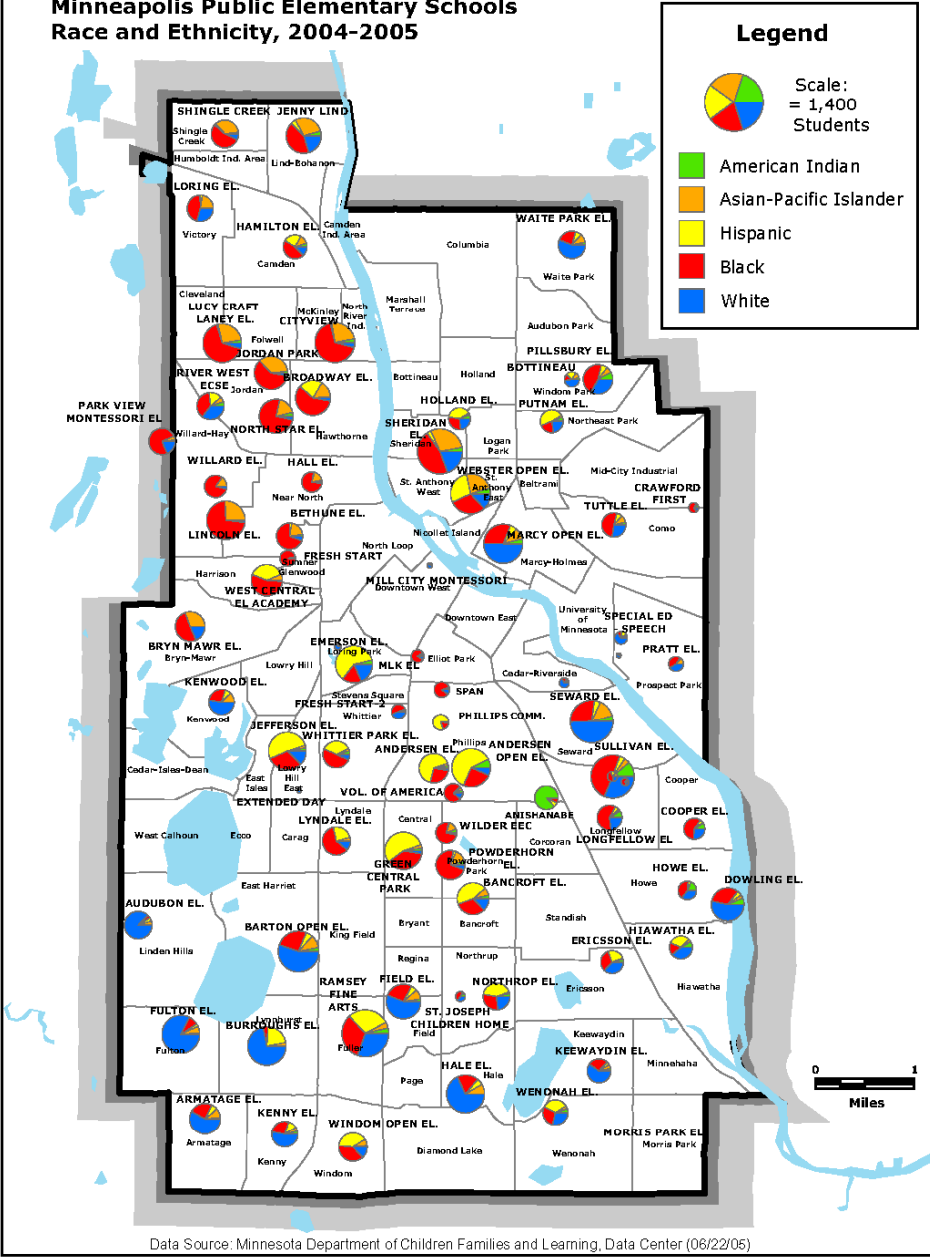 Minneapolis Public Elementary Schools
Race and Ethnicity, 2004-2005
Legend
Scale:
= 1,400
Students
American Indian
Asian-Pacific Islander
Hispanic
Black
White
SHINGLE CREEK
JENNY LIND
Shingle
Creek
Lind-Bohanon
Humboldt Ind. Area
LORING EL.
Victory
HAMILTON EL.
Camden
Ind. Area
Camden
Columbia
WAITE PARK EL.
Waite Park
Cleveland
LUCY CRAFT
LANEY EL.
Folwell
McKinley
CITYVIEW
North
River
Ind.
Marshall
Terrace
Audubon Park
JORDAN PARK
PILLSBURY EL.
RIVER WEST
ECSE
Jordan
BROADWAY EL.
Bottineau
Holland
BOTTINEAU
Windom Park
PARK VIEW
MONTESSORI EL
HOLLAND EL.
PUTNAM EL.
Northeast Park
Willard-Hay
NORTH STAR EL.
Hawthorne
SHERIDAN
EL.
Sheridan
Logan
Park
WILLARD EL.
HALL EL.
Near North
St. Anthony
West
WEBSTER OPEN EL.
St.
Anthony
East
Beltrami
Mid-City Industrial
CRAWFORD
FIRST
BETHUNE EL.
TUTTLE EL.
Como
LINCOLN EL.
Nicollet Island
MARCY OPEN EL.
Marcy-Holmes
North Loop
FRESH START
Sumner
Glenwood
Harrison
WEST CENTRAL
EL ACADEMY
MILL CITY MONTESSORI
Downtown West
Downtown East
University
of
Minnesota
SPECIAL ED
SPEECH
BRYN MAWR EL.
Bryn-Mawr
EMERSON EL.
Loring Park
MLK EL
Elliot Park
PRATT EL.
Lowry Hill
Cedar-Riverside
Prospect Park
KENWOOD EL.
Kenwood
Stevens Square
SPAN
SEWARD EL.
FRESH START-2
Whittier
PHILLIPS COMM.
JEFFERSON EL.
WHITTIER PARK EL.
ANDERSEN EL.
Phillips
ANDERSEN
OPEN EL.
Seward
SULLIVAN EL.
Cedar-Isles-Dean
East
Isles
Lowry
Hill
East
Cooper
VOL. OF AMERICA
EXTENDED DAY
ANISHANABE
Lyndale
LYNDALE EL.
West Calhoun
Ecco
Carag
Central
WILDER EEC
Corcoran
Longfellow
LONGFELLOW EL
COOPER EL.
GREEN
CENTRAL
PARK
POWDERHORN
EL.
Powderhorn
Park
HOWE EL.
Howe
DOWLING EL.
East Harriet
BANCROFT EL.
AUDUBON EL.
Linden Hills
BARTON OPEN EL.
King Field
Bryant
Bancroft
Standish
HIAWATHA EL.
ERICSSON EL.
Regina
Northrup
RAMSEY
FINE
ARTS
FIELD EL.
NORTHROP EL.
Ericsson
Hiawatha
FULTON EL.
Fulton
Lynnhurst
BURROUGHS EL.
Fuller
ST. JOSEPH
CHILDREN HOME
Field
Keewaydin
KEEWAYDIN EL.
Minnehaha
HALE EL.
Hale
Page
WENONAH EL.
0 1
Miles
ARMATAGE EL.
Armatage
KENNY EL.
Kenny
WINDOM OPEN EL.
Windom
Diamond Lake
Wenonah
MORRIS PARK EL
Morris Park
Data Source: Minnesota Department of Children Families and Learning, Data Center (06/22/05)